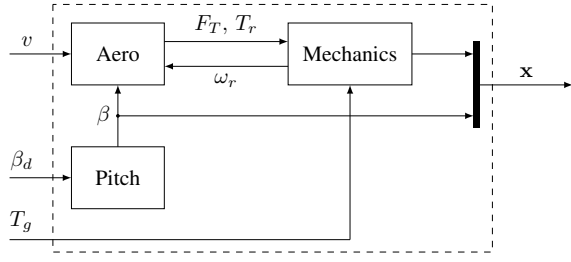 v
Aero
F_T, T_r
ω_r
Mechanics
x
β
β_d
Pitch
T_g